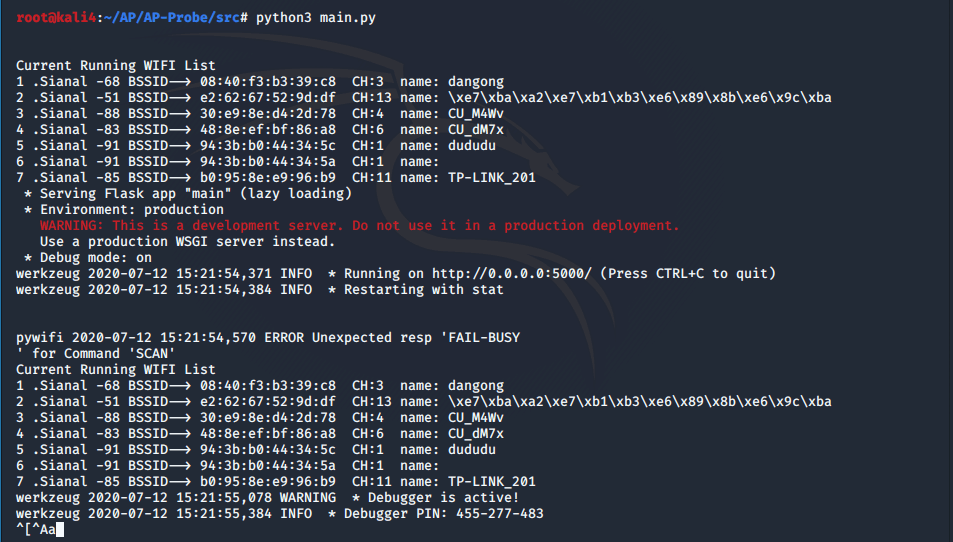 root@kali4:~/AP/AP-Probe/src# python3 main.py
Current Running WIFI List
1 .Sianal -68 BSSID—> 08:40:f3:b3:39:c8  CH:3  name: dangong
2 .Sianal -51 BSSID—> e2:62:67:52:9d:df  CH:13 name: \xe7\xba\xa2\xe7\xb1\xb3\xe6\x89\x8b\xe6\x9c\xba
3 .Sianal -88 BSSID—> 30:e9:8e:d4:2d:78  CH:4  name: CU_M4Wv
4 .Sianal -83 BSSID—> 48:8e:ef:bf:86:a8  CH:6  name: CU_dM7x
5 .Sianal -91 BSSID—> 94:3b:b0:44:34:5c  CH:1  name: dududu
6 .Sianal -91 BSSID—> 94:3b:b0:44:34:5a  CH:1  name:
7 .Sianal -85 BSSID—> b0:95:8e:e9:96:b9  CH:11 name: TP-LINK_201
 * Serving Flask app "main" (lazy loading)
 * Environment: production
   WARNING: This is a development server. Do not use it in a production deployment.
   Use a production WSGI server instead.
 * Debug mode: on
werkzeug 2020-07-12 15:21:54,371 INFO  * Running on http://0.0.0.0:5000/ (Press CTRL+C to quit)
werkzeug 2020-07-12 15:21:54,384 INFO  * Restarting with stat
pywifi 2020-07-12 15:21:54,570 ERROR Unexpected resp 'FAIL-BUSY
' for Command 'SCAN'
Current Running WIFI List
1 .Sianal -68 BSSID—> 08:40:f3:b3:39:c8  CH:3  name: dangong
2 .Sianal -51 BSSID—> e2:62:67:52:9d:df  CH:13 name: \xe7\xba\xa2\xe7\xb1\xb3\xe6\x89\x8b\xe6\x9c\xba
3 .Sianal -88 BSSID—> 30:e9:8e:d4:2d:78  CH:4  name: CU_M4Wv
4 .Sianal -83 BSSID—> 48:8e:ef:bf:86:a8  CH:6  name: CU_dM7x
5 .Sianal -91 BSSID—> 94:3b:b0:44:34:5c  CH:1  name: dududu
6 .Sianal -91 BSSID—> 94:3b:b0:44:34:5a  CH:1  name:
7 .Sianal -85 BSSID—> b0:95:8e:e9:96:b9  CH:11 name: TP-LINK_201
werkzeug 2020-07-12 15:21:55,078 WARNING  * Debugger is active!
werkzeug 2020-07-12 15:21:55,384 INFO  * Debugger PIN: 455-277-483
^[^Aa